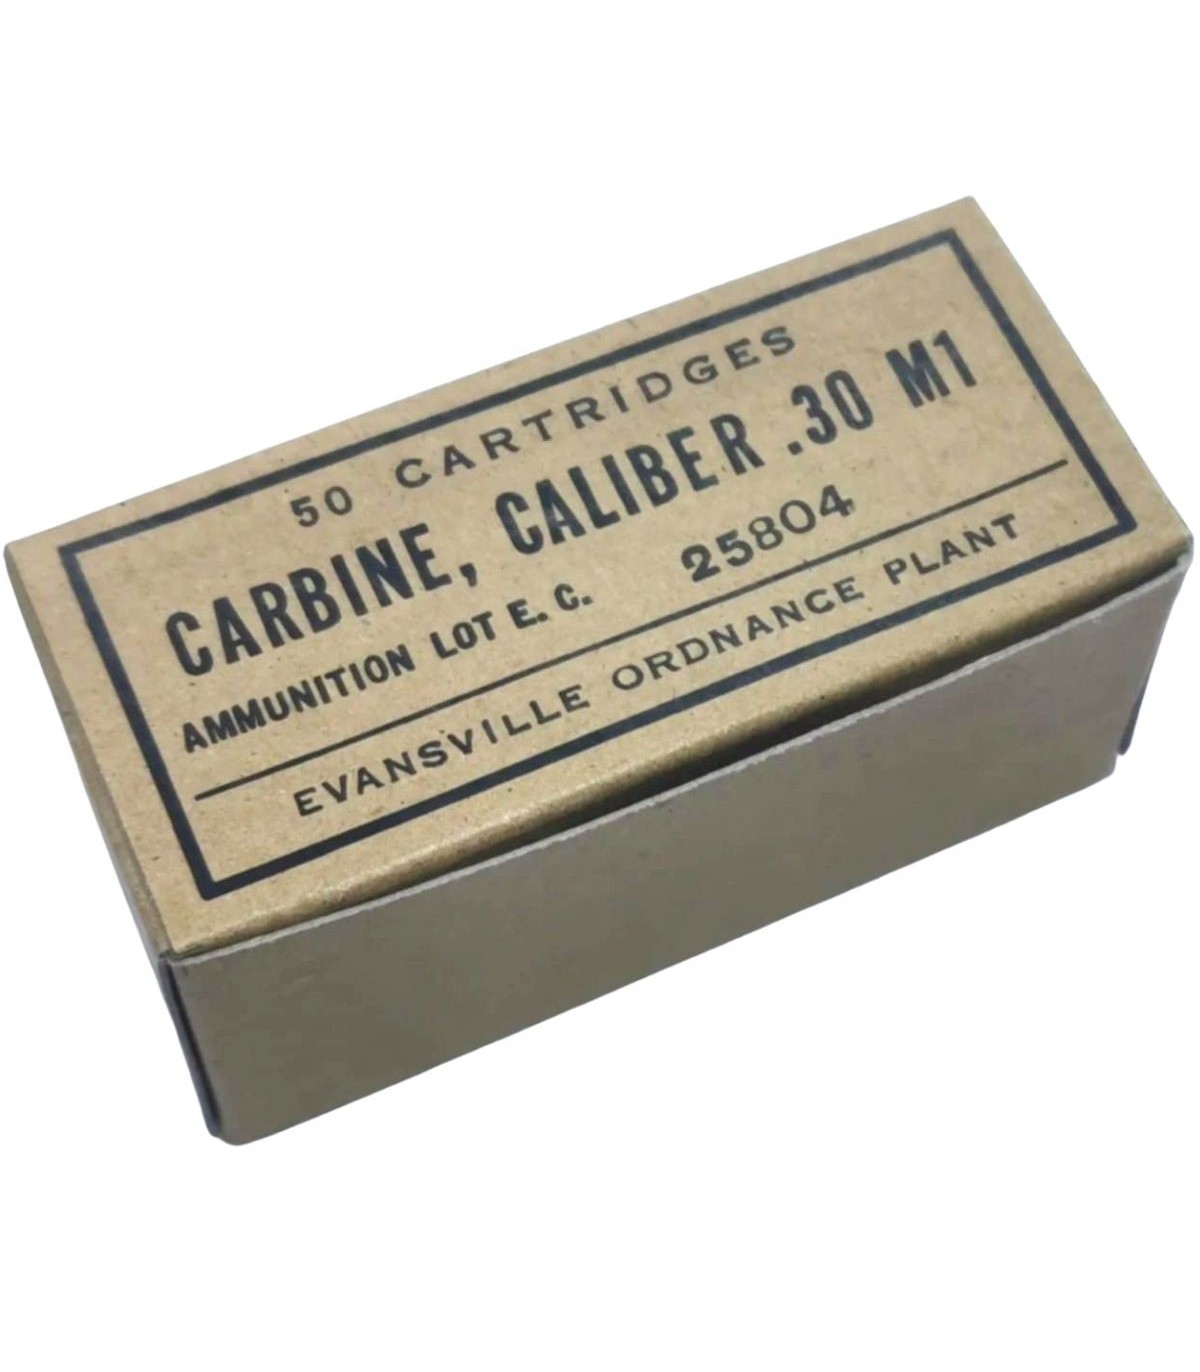 50 CARTRIDGES
CARBINE, CALIBER .30 M1
AMMUNITION LOT E. C. 25804
EVANSVILLE ORDNANCE PLANT